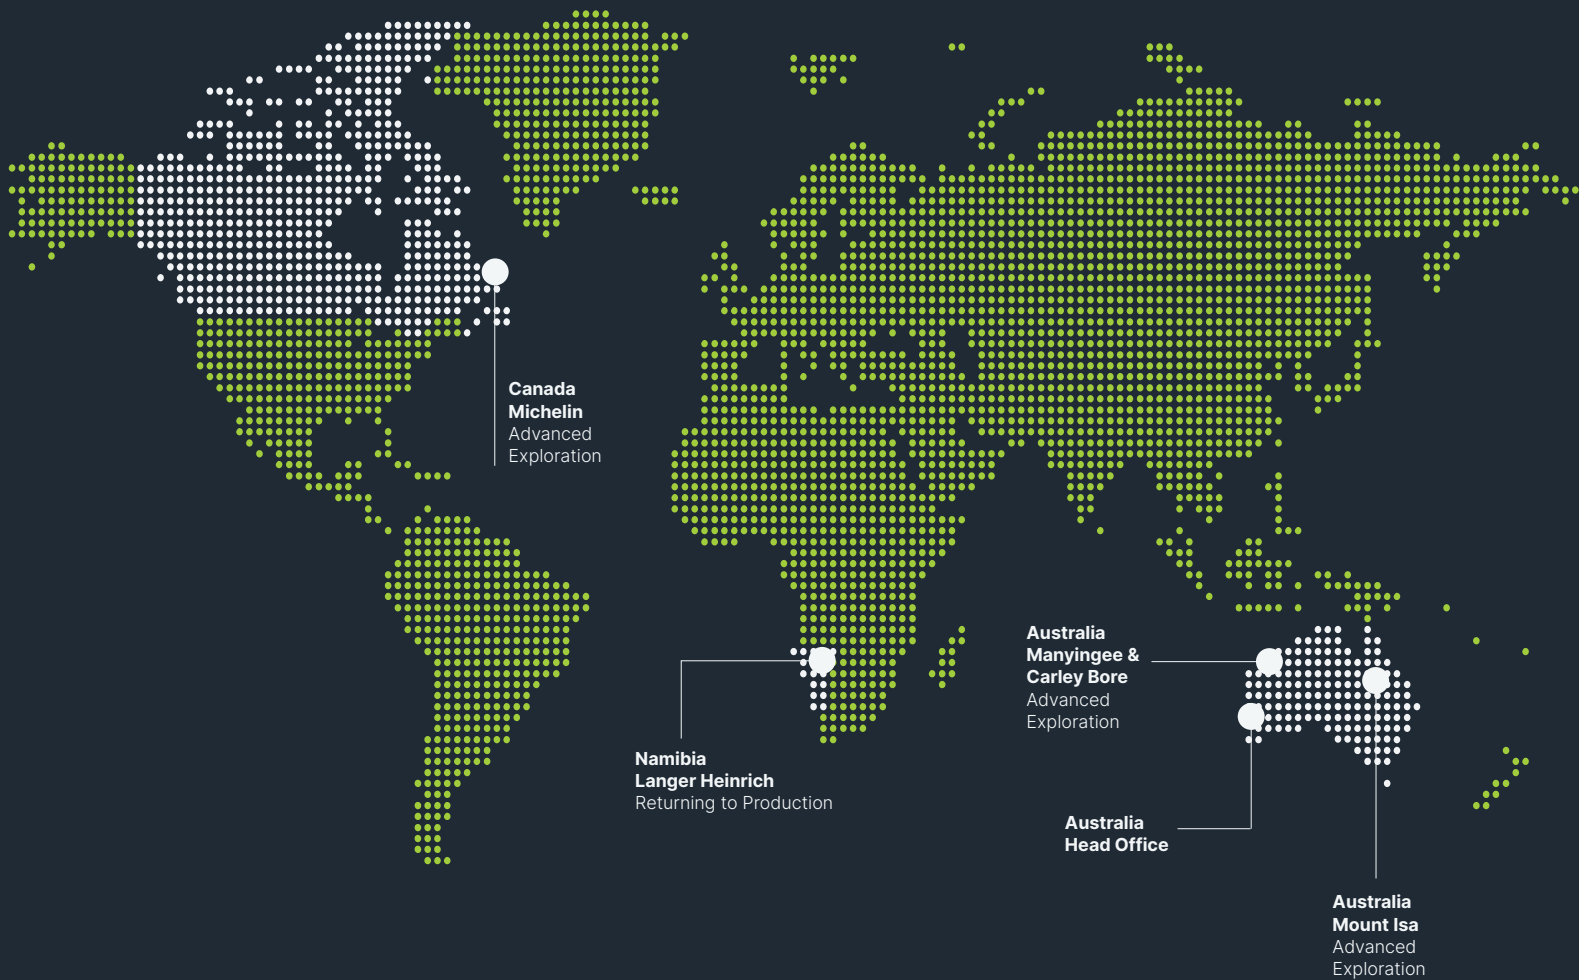 Canada
Michelin
Advanced
Exploration
Australia
Manyingee &
Carley Bore
Advanced
Exploration
Namibia
Langer Heinrich
Returning to Production
Australia
Head Office
Australia
Mount Isa
Advanced
Exploration